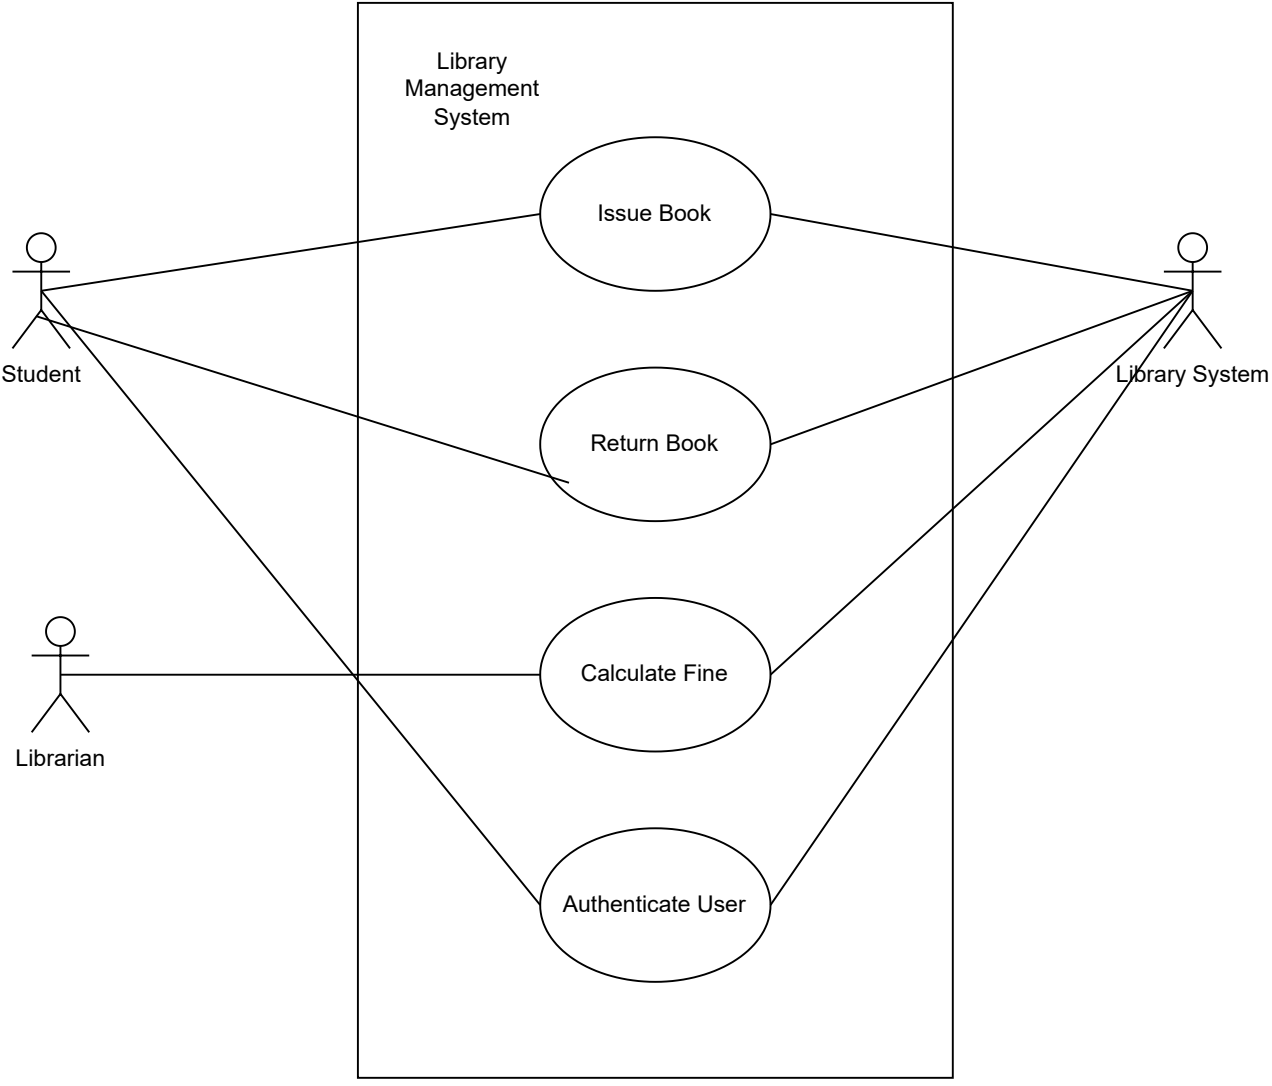 Library
Management
System
Issue Book
Student
Library System
Return Book
Calculate Fine
Librarian
Authenticate User